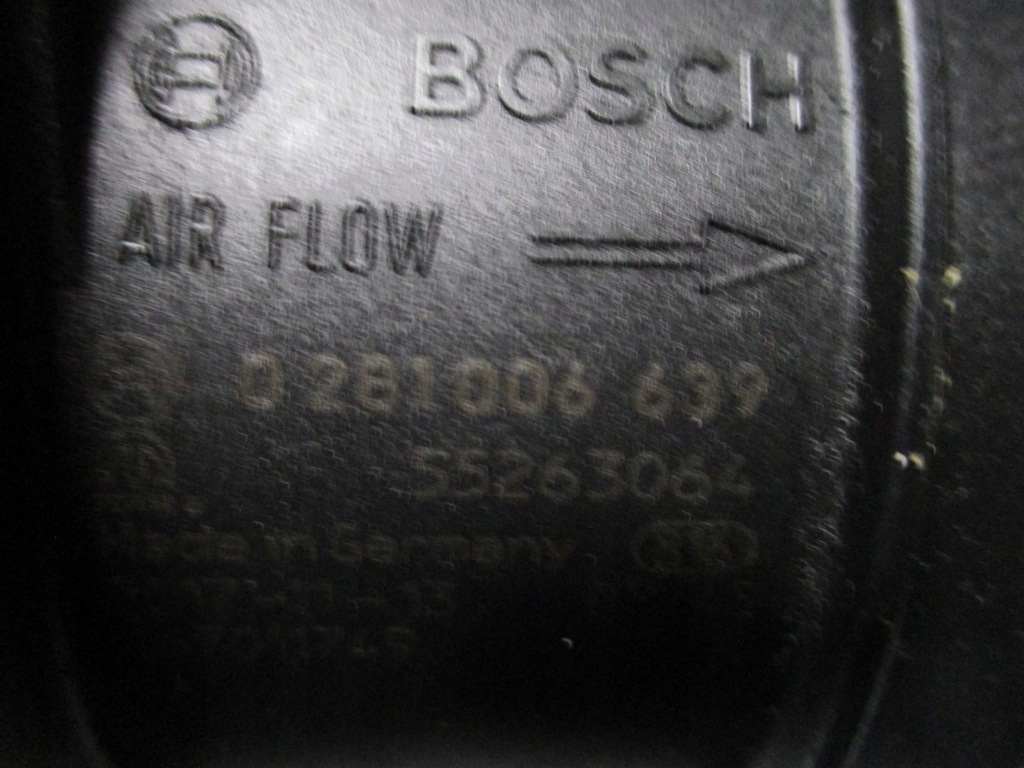 BOSCH
AIR FLOW
0 281 006 639
55263064
Made in Germany